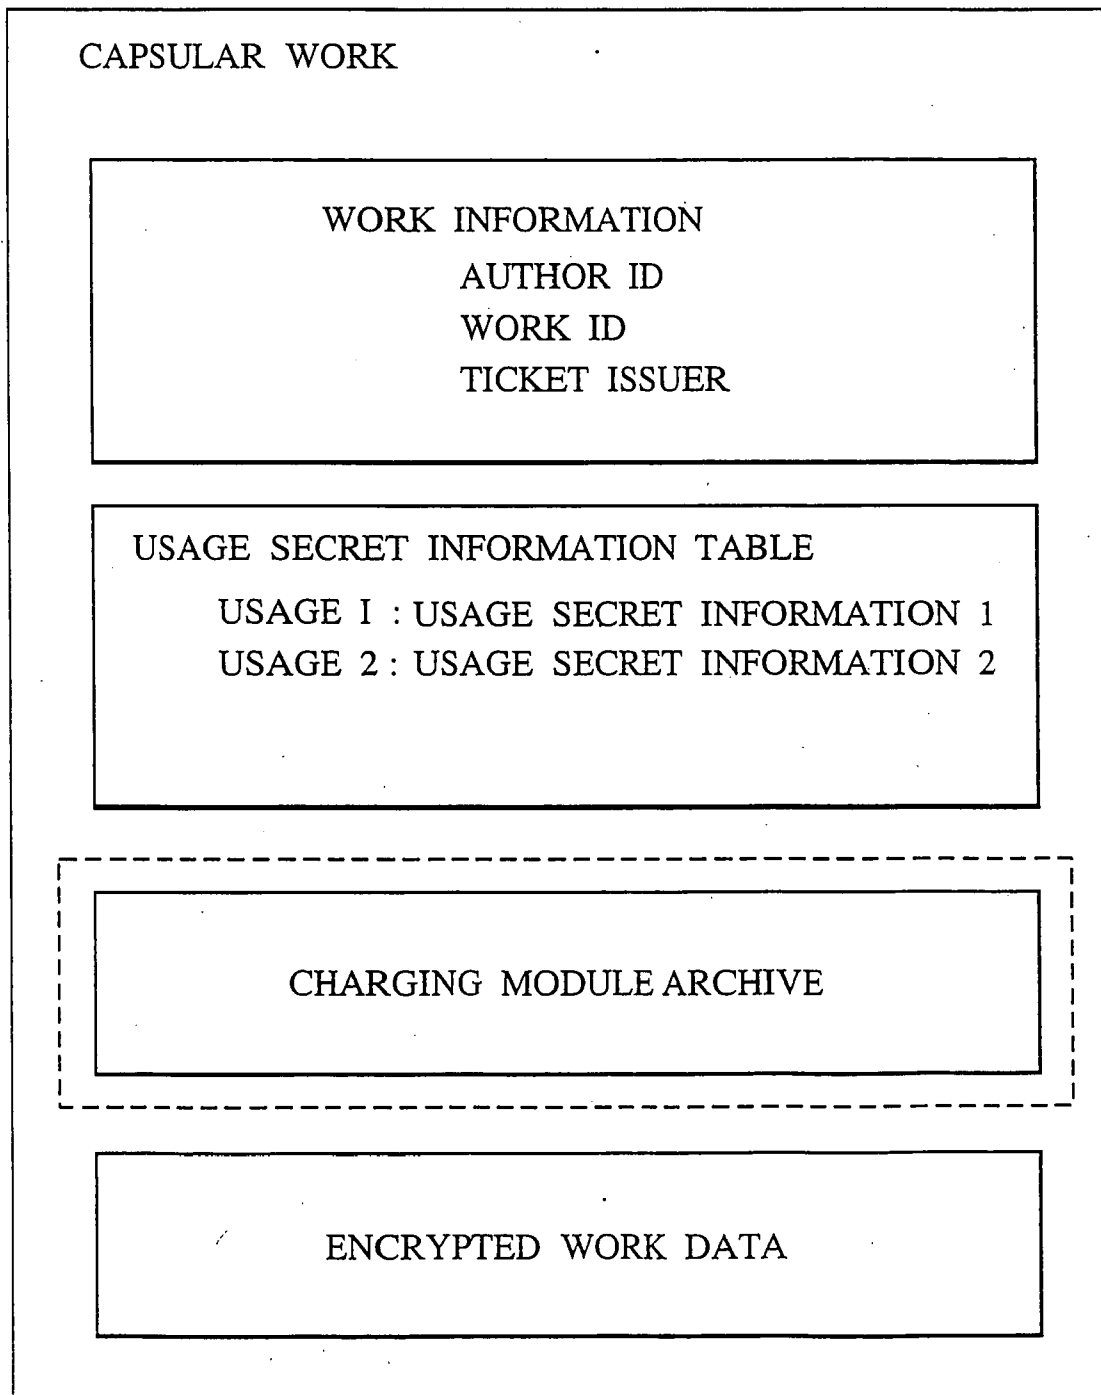 CAPSULAR WORK
WORK INFORMATION
AUTHOR ID
WORK ID
TICKET ISSUER
USAGE SECRET INFORMATION TABLE
USAGE I : USAGE SECRET INFORMATION 1
USAGE 2 : USAGE SECRET INFORMATION 2
CHARGING MODULE ARCHIVE
ENCRYPTED WORK DATA